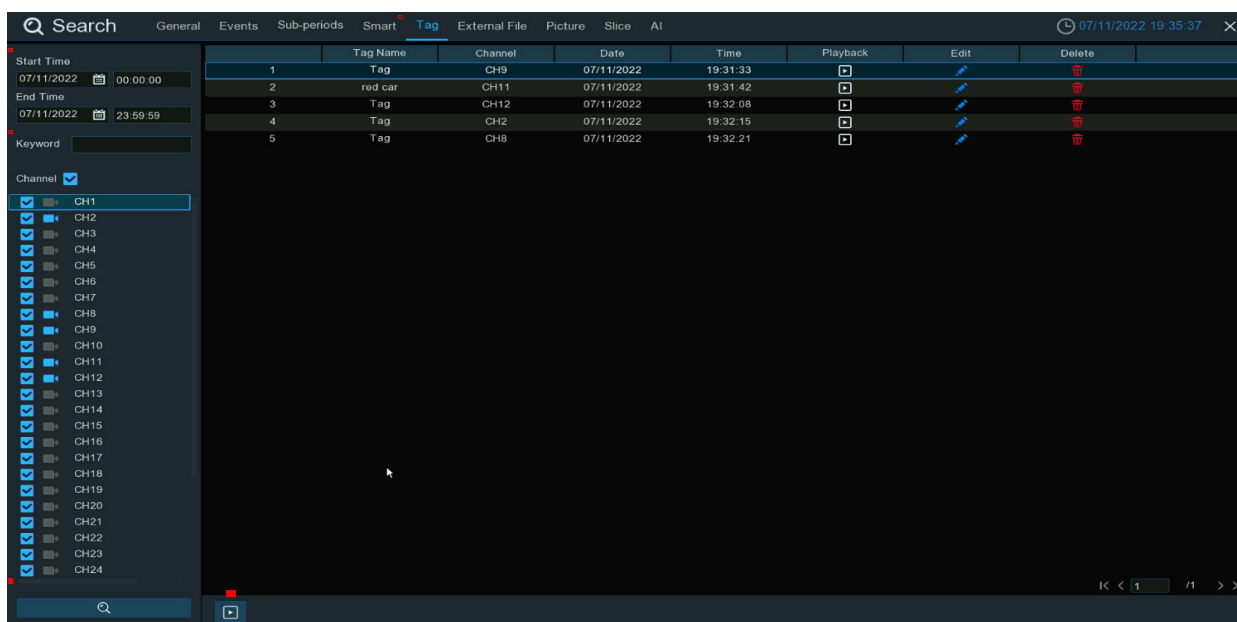 Search General Events Sub-periods Smart Tag External File Picture Slice AI 07/11/2022 19:35:37
Start Time
07/11/2022 00:00:00
End Time
07/11/2022 23:59:59
Keyword
Channel
CH1
CH2
CH3
CH4
CH5
CH6
CH7
CH8
CH9
CH10
CH11
CH12
CH13
CH14
CH15
CH16
CH17
CH18
CH19
CH20
CH21
CH22
CH23
CH24
Tag Name Channel Date Time Playback Edit Delete
1 Tag CH9 07/11/2022 19:31:33
2 red car CH11 07/11/2022 19:31:42
3 Tag CH12 07/11/2022 19:32:08
4 Tag CH2 07/11/2022 19:32:15
5 Tag CH8 07/11/2022 19:32:21
1 /1